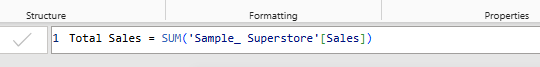 Structure Formatting Properties
1 Total Sales = SUM('Sample_ Superstore'[Sales])